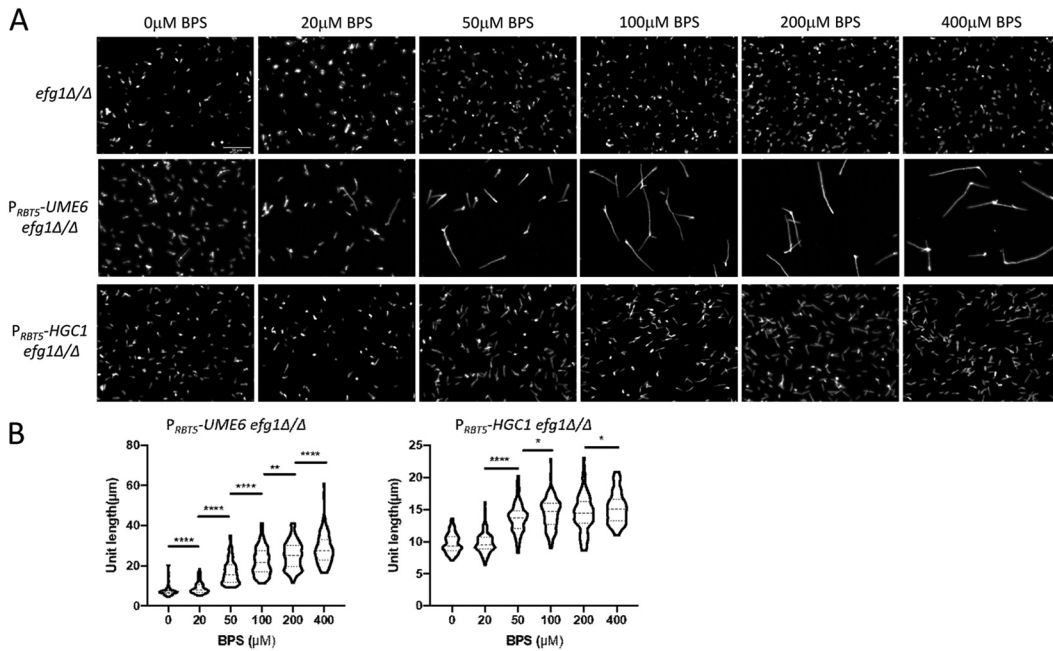 A
0μM BPS 20μM BPS 50μM BPS 100μM BPS 200μM BPS 400μM BPS
efg1Δ/Δ
PRBT5-UME6
efg1Δ/Δ
PRBT5-HGC1
efg1Δ/Δ
B
PRBT5-UME6 efg1Δ/Δ
Unit length(μm)
80
60
40
20
0
****
****
****
**
****
0 20 50 100 200 400
BPS (μM)
PRBT5-HGC1 efg1Δ/Δ
Unit length(μm)
25
20
15
10
5
0
****
*
*
0 20 50 100 200 400
BPS (μM)